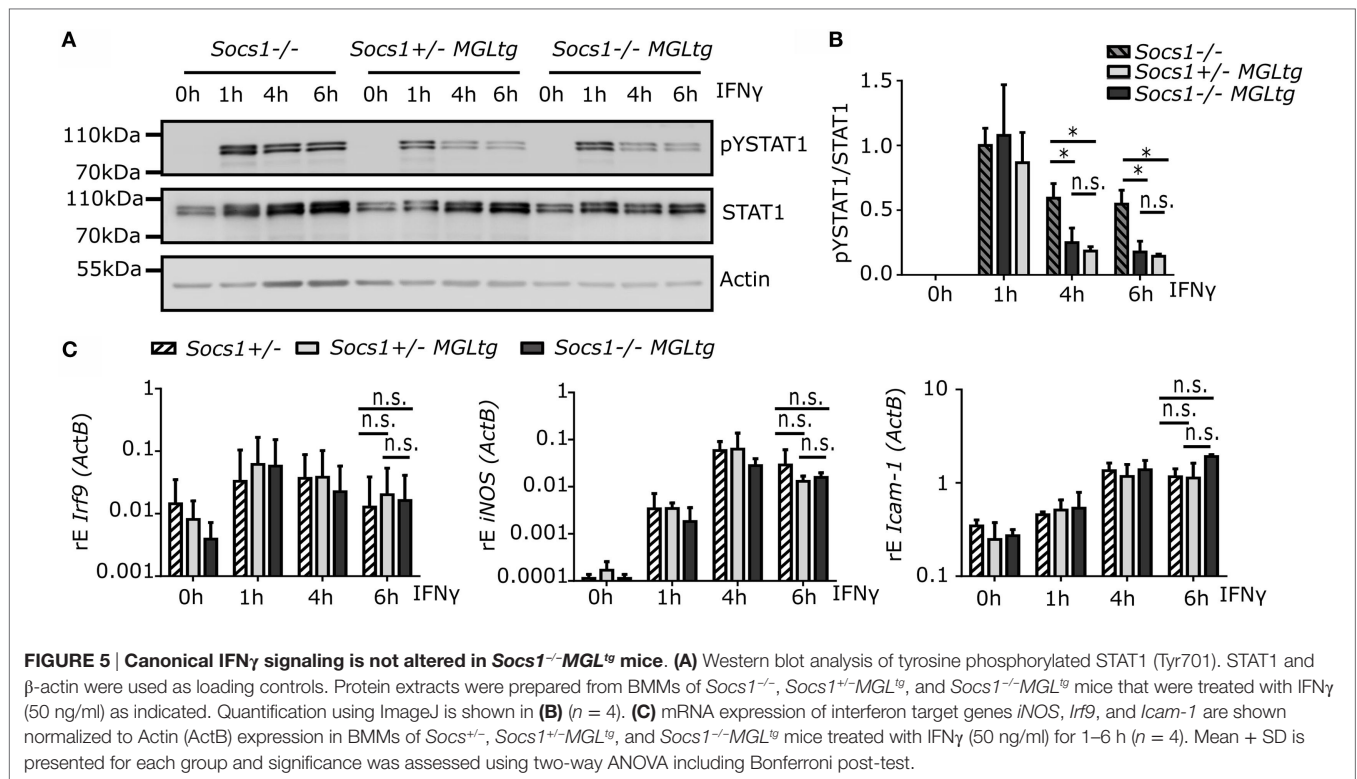 A
Socs1-/- Socs1+/- MGLtg Socs1-/- MGLtg
0h 1h 4h 6h 0h 1h 4h 6h 0h 1h 4h 6h IFNγ
110kDa
70kDa
pYSTAT1
110kDa
70kDa
STAT1
55kDa
Actin
B
Socs1-/-
Socs1+/- MGLtg
Socs1-/- MGLtg
pYSTAT1/STAT1
1.5
1.0
0.5
0.0
*
*
n.s.
*
*
n.s.
0h 1h 4h 6h IFNγ
C
Socs1+/- Socs1+/- MGLtg Socs1-/- MGLtg
rE Irf9 (ActB)
1
0.1
0.01
0.001
n.s.
n.s.
n.s.
0h 1h 4h 6h IFNγ
rE iNOS (ActB)
1
0.1
0.01
0.001
0.0001
n.s.
n.s.
n.s.
0h 1h 4h 6h IFNγ
rE Icam-1 (ActB)
10
1
0.1
n.s.
n.s.
n.s.
0h 1h 4h 6h IFNγ
FIGURE 5 | Canonical IFNγ signaling is not altered in Socs1−/−MGLtg mice. (A) Western blot analysis of tyrosine phosphorylated STAT1 (Tyr701). STAT1 and
β-actin were used as loading controls. Protein extracts were prepared from BMMs of Socs1−/−, Socs1+/−MGLtg, and Socs1−/−MGLtg mice that were treated with IFNγ
(50 ng/ml) as indicated. Quantification using ImageJ is shown in (B) (n = 4). (C) mRNA expression of interferon target genes iNOS, Irf9, and Icam-1 are shown
normalized to Actin (ActB) expression in BMMs of Socs+/−, Socs1+/−MGLtg, and Socs1−/−MGLtg mice treated with IFNγ (50 ng/ml) for 1–6 h (n = 4). Mean + SD is
presented for each group and significance was assessed using two-way ANOVA including Bonferroni post-test.